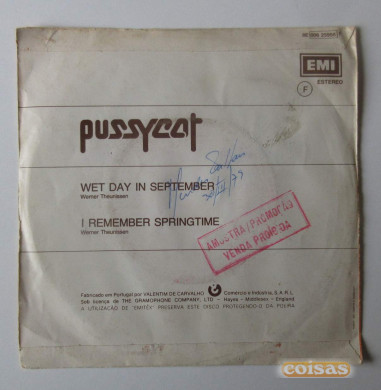 EMI
ESTEREO
F
pussycat
WET DAY IN SEPTEMBER
Werner Theunissen
I REMEMBER SPRINGTIME
Werner Theunissen
AMOSTRA/PROMOÇÃO
VENDA PROIBIDA
Fabricado em Portugal por VALENTIM DE CARVALHO Comércio e Indústria, S.A.R.L.
Sob licença de THE GRAMOPHONE COMPANY, LTD - Hayes - Middlesex - England
A UTILIZAÇÃO DE "EMITEX" PRESERVA ESTE DISCO PROTEGENDO-O DA POEIRA
coisas